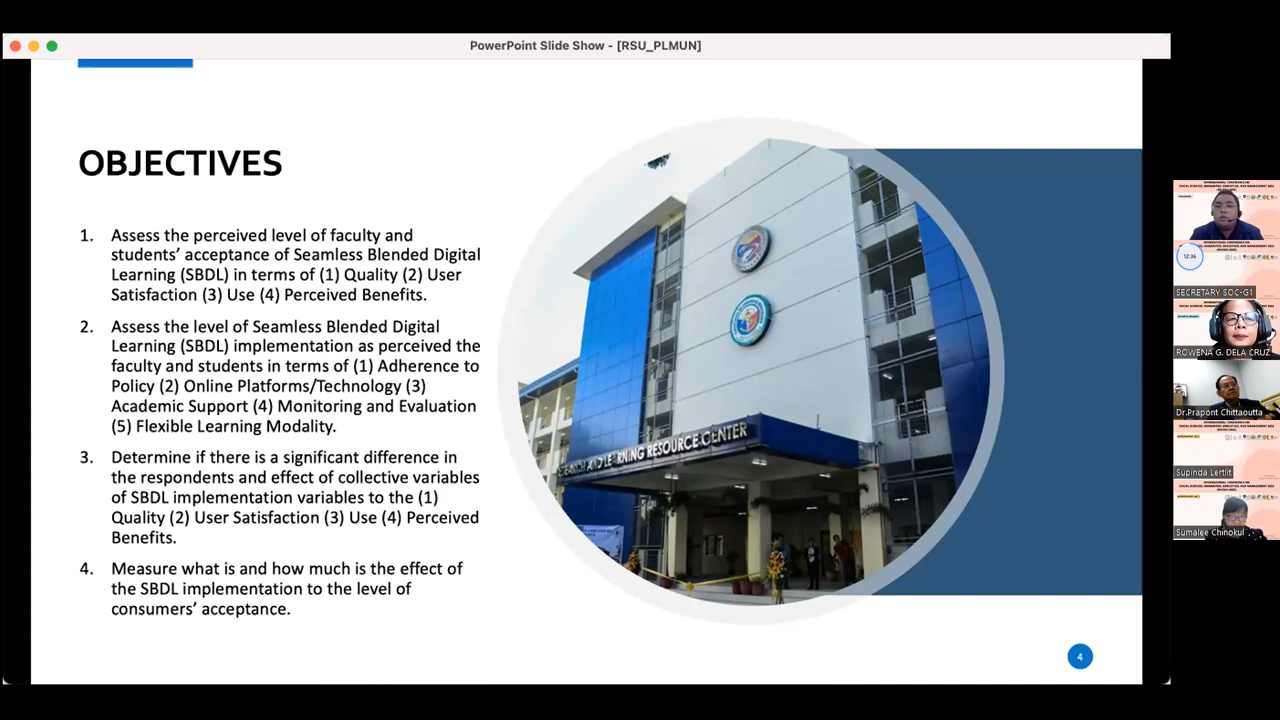 PowerPoint Slide Show - [RSU_PLMUN]
OBJECTIVES
1. Assess the perceived level of faculty and
students’ acceptance of Seamless Blended Digital
Learning (SBDL) in terms of (1) Quality (2) User
Satisfaction (3) Use (4) Perceived Benefits.
2. Assess the level of Seamless Blended Digital
Learning (SBDL) implementation as perceived the
faculty and students in terms of (1) Adherence to
Policy (2) Online Platforms/Technology (3)
Academic Support (4) Monitoring and Evaluation
(5) Flexible Learning Modality.
3. Determine if there is a significant difference in
the respondents and effect of collective variables
of SBDL implementation variables to the (1)
Quality (2) User Satisfaction (3) Use (4) Perceived
Benefits.
4. Measure what is and how much is the effect of
the SBDL implementation to the level of
consumers’ acceptance.
AND LEARNING RESOURCE CENTER
4
12:36
SECRETARY SOC-G1
ROWENA G. DELA CRUZ
Dr.Prapont Chittaoutta
Supinda Lertlit
Sumalee Chinokul